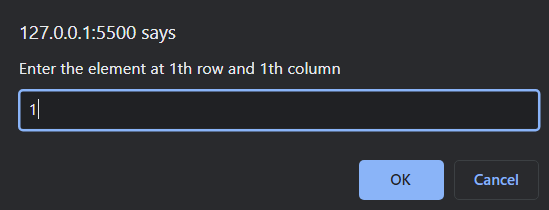 127.0.0.1:5500 says
Enter the element at 1th row and 1th column
1
OK Cancel